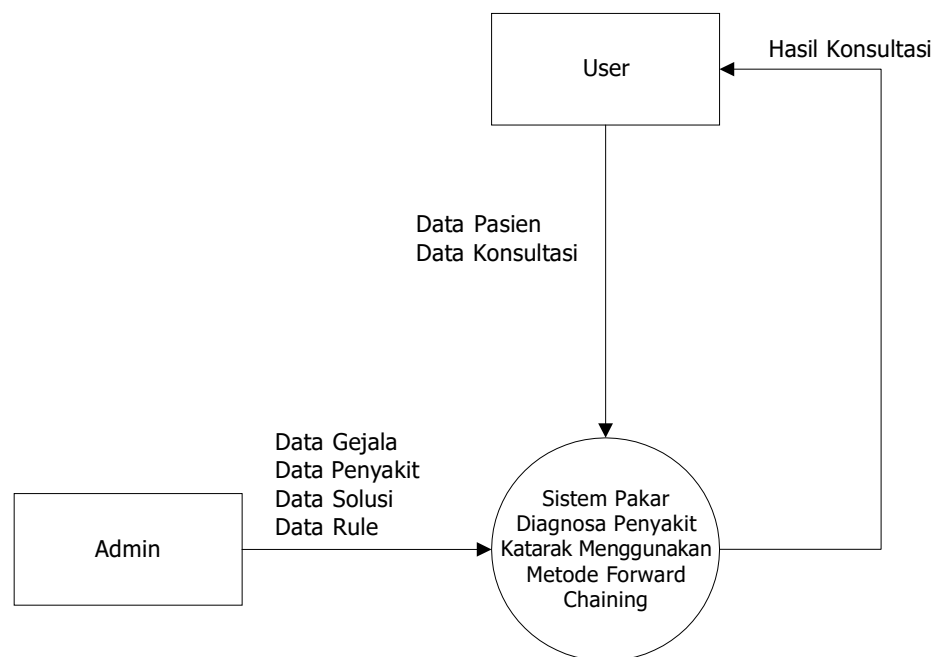 User
Hasil Konsultasi
Data Pasien
Data Konsultasi
Data Gejala
Data Penyakit
Data Solusi
Data Rule
Admin
Sistem Pakar
Diagnosa Penyakit
Katarak Menggunakan
Metode Forward
Chaining